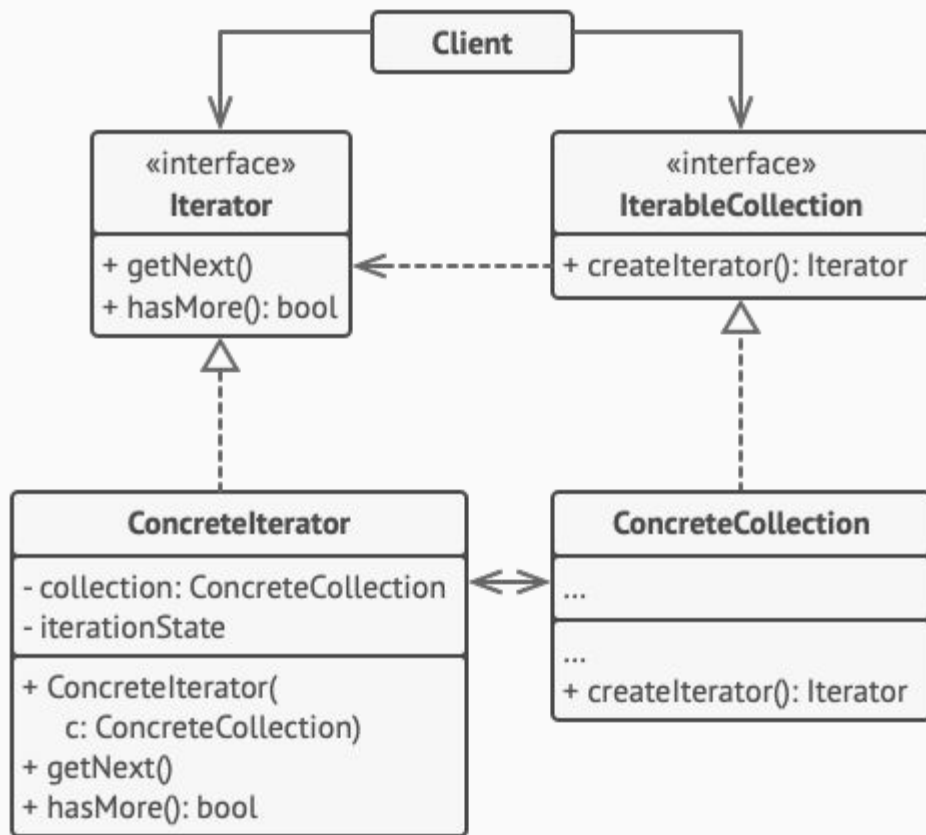 Client
«interface»
Iterator
+ getNext()
+ hasMore(): bool
«interface»
IterableCollection
+ createIterator(): Iterator
ConcreteIterator
- collection: ConcreteCollection
- iterationState
+ ConcreteIterator(
c: ConcreteCollection)
+ getNext()
+ hasMore(): bool
ConcreteCollection
...
...
+ createIterator(): Iterator